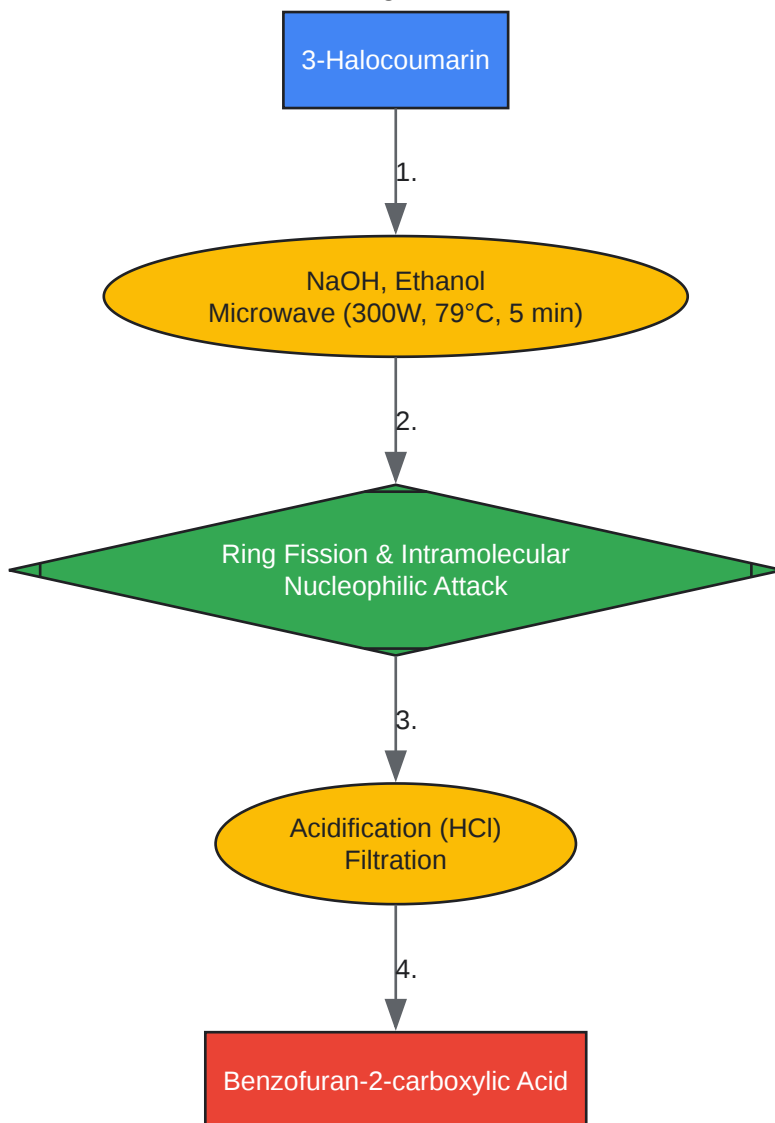 3-Halocoumarin
1.
NaOH, Ethanol
Microwave (300W, 79°C, 5 min)
2.
Ring Fission & Intramolecular
Nucleophilic Attack
3.
Acidification (HCl)
Filtration
4.
Benzofuran-2-carboxylic Acid